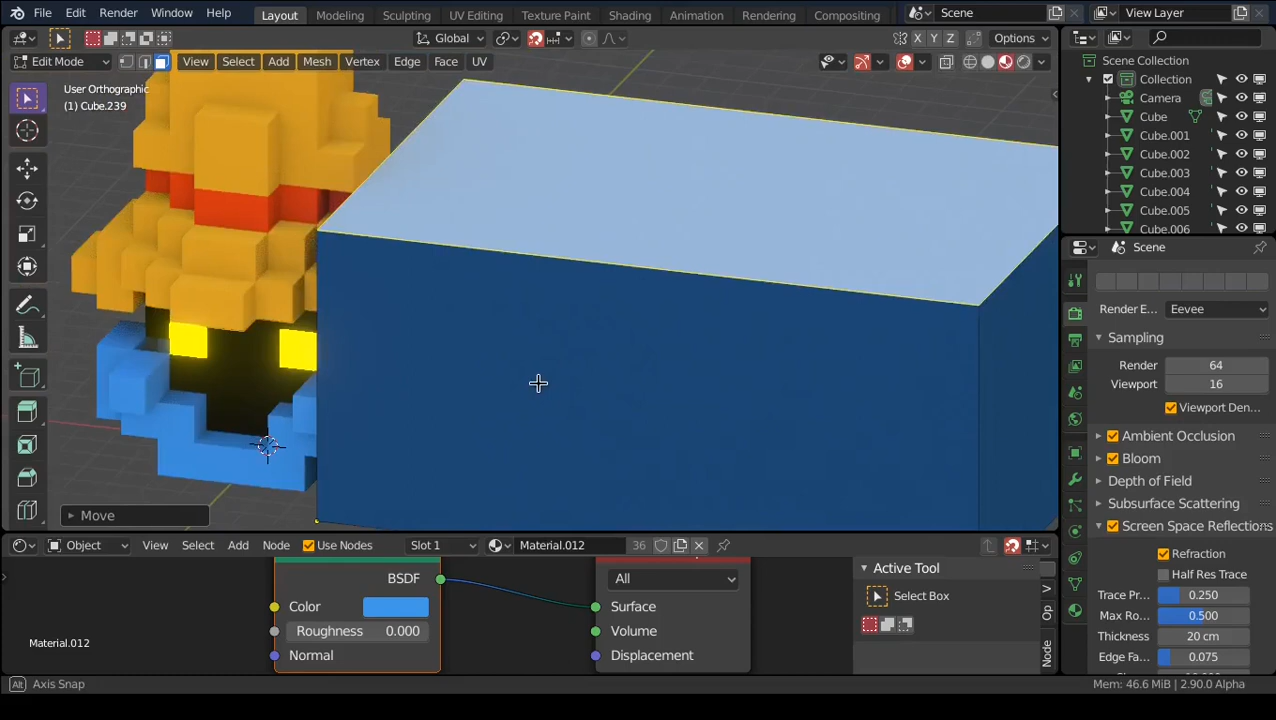 File Edit Render Window Help Layout Modeling Sculpting UV Editing Texture Paint Shading Animation Rendering Compositing Scene View Layer
Global Options
Edit Mode View Select Add Mesh Vertex Edge Face UV
X Y Z
User Orthographic
(1) Cube.239
Scene Collection
Collection
Camera
Cube
Cube.001
Cube.002
Cube.003
Cube.004
Cube.005
Cube.006
Scene
Render E... Eevee
Sampling
Render 64
Viewport 16
Viewport Den...
Ambient Occlusion
Bloom
Depth of Field
Subsurface Scattering
Screen Space Reflections
Refraction
Half Res Trace
Trace Pr... 0.250
Max Ro... 0.500
Thickness 20 cm
Edge Fa... 0.075
Move
Object View Select Add Node Use Nodes Slot 1 Material.012 36
BSDF
Color
Roughness 0.000
Normal
All
Surface
Volume
Displacement
Active Tool
Select Box
V
Op
Node
Material.012
Alt Axis Snap
Mem: 46.6 MiB | 2.90.0 Alpha